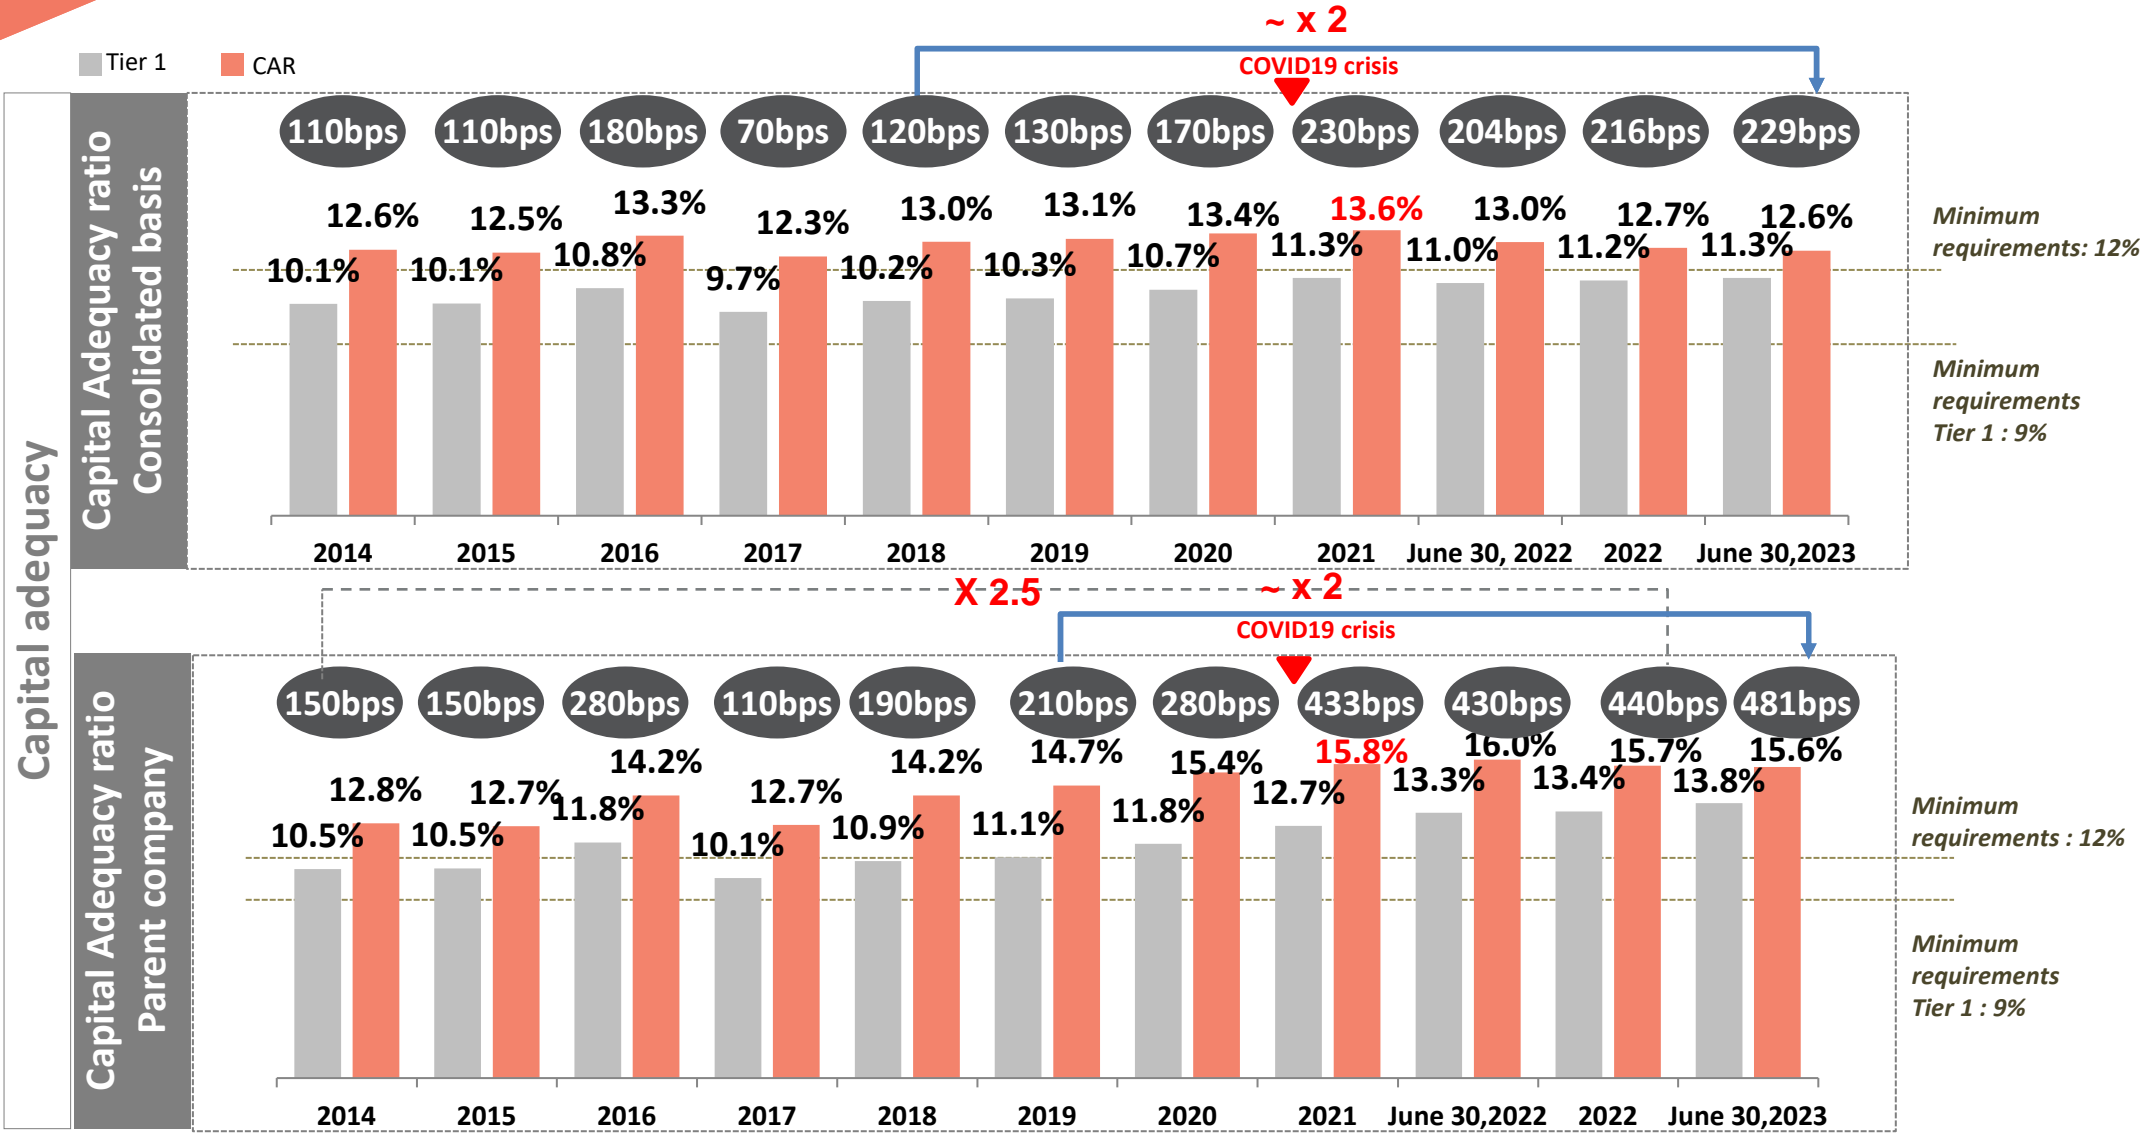 ~ x 2
Tier 1
CAR
COVID19 crisis
Capital adequacy
Capital Adequacy ratio
Consolidated basis
110bps 110bps 180bps 70bps 120bps 130bps 170bps 230bps 204bps 216bps 229bps
12.6% 12.5% 13.3% 12.3% 13.0% 13.1% 13.4% 13.6% 13.0% 12.7% 12.6%
10.1% 10.1% 10.8% 9.7% 10.2% 10.3% 10.7% 11.3% 11.0% 11.2% 11.3%
Minimum
requirements: 12%
Minimum
requirements
Tier 1 : 9%
2014 2015 2016 2017 2018 2019 2020 2021 June 30, 2022 2022 June 30,2023
X 2.5
~ x 2
COVID19 crisis
Capital Adequacy ratio
Parent company
150bps 150bps 280bps 110bps 190bps 210bps 280bps 433bps 430bps 440bps 481bps
12.8% 12.7% 14.2% 12.7% 14.2% 14.7% 15.4% 15.8% 16.0% 15.7% 15.6%
10.5% 10.5% 11.8% 10.1% 10.9% 11.1% 11.8% 12.7% 13.3% 13.4% 13.8%
Minimum
requirements : 12%
Minimum
requirements
Tier 1 : 9%
2014 2015 2016 2017 2018 2019 2020 2021 June 30,2022 2022 June 30,2023